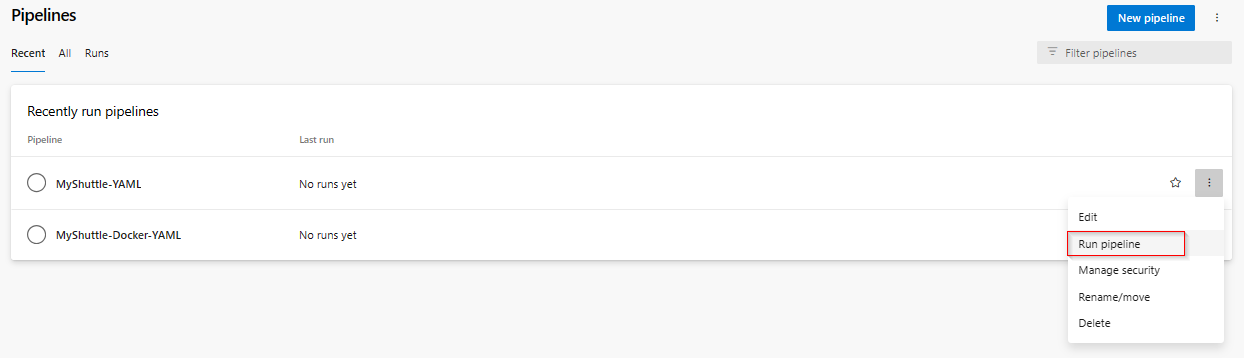 Pipelines
New pipeline
Recent All Runs
Filter pipelines
Recently run pipelines
Pipeline Last run
MyShuttle-YAML No runs yet
MyShuttle-Docker-YAML No runs yet
Edit
Run pipeline
Manage security
Rename/move
Delete